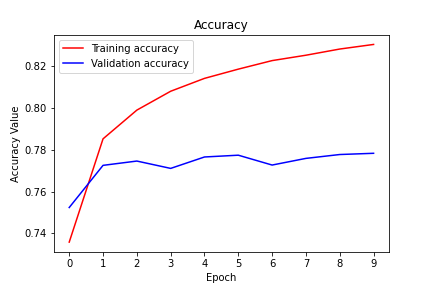 Accuracy
Training accuracy
Validation accuracy
Accuracy Value
0.82
0.80
0.78
0.76
0.74
0 1 2 3 4 5 6 7 8 9
Epoch